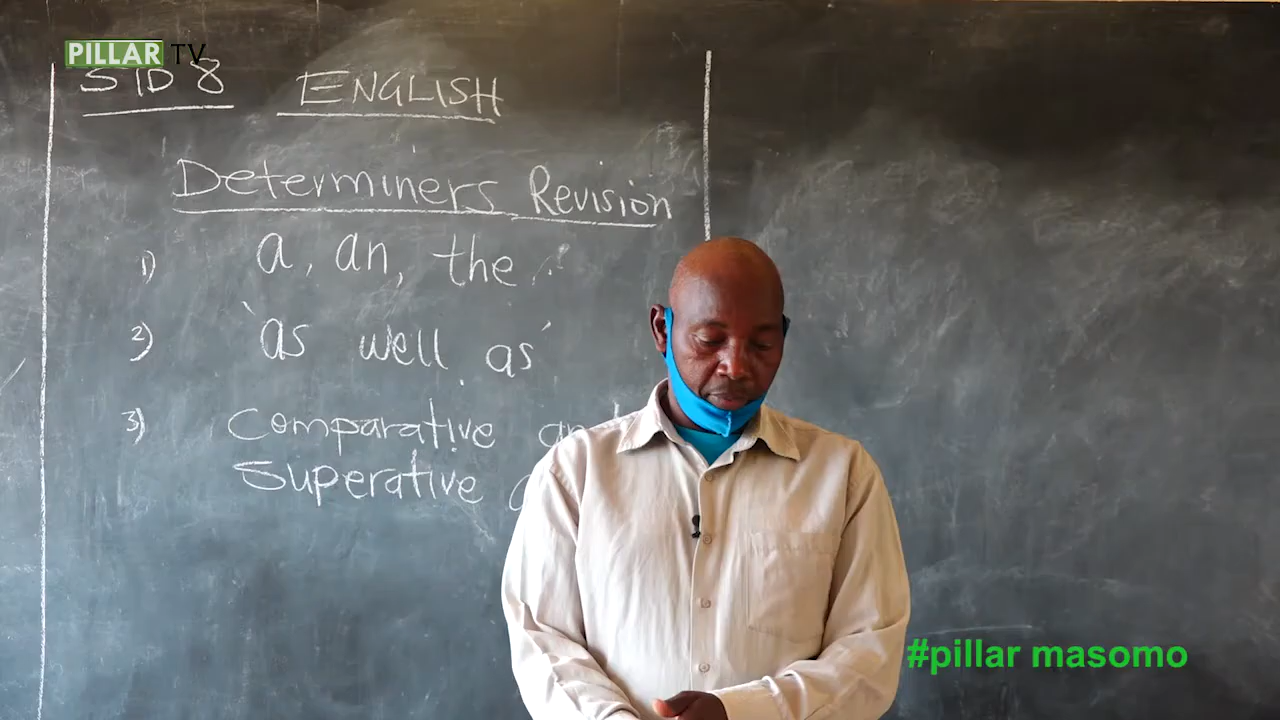 PILLAR TV
STD 8 ENGLISH
Determiners Revision
1) a, an, the
2) 'as well as'
3) Comparative
Superative
#pillar masomo